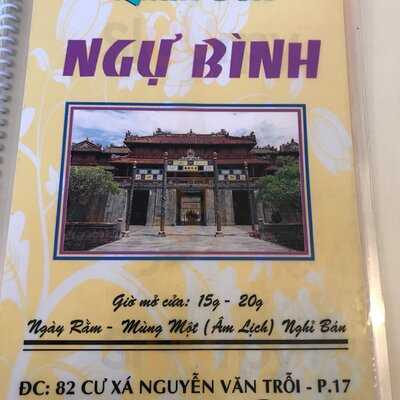 NGỰ BÌNH
Giờ mở cửa: 15g - 20g
Ngày Rằm - Mùng Một (Âm Lịch) Nghỉ Bán
ĐC: 82 CƯ XÁ NGUYỄN VĂN TRỖI - P.17